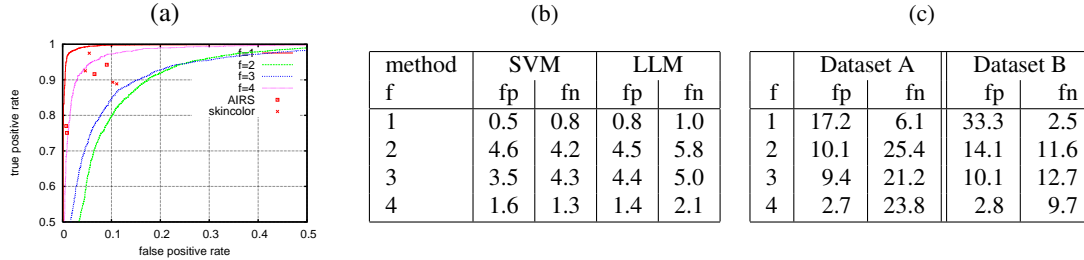 (a)
1
0.9
0.8
0.7
0.6
0.5
0
0.1
0.2
0.3
0.4
0.5
true positive rate
false positive rate
f=1
f=2
f=3
f=4
AIRS
skincolor
(b)
method SVM LLM
f fp fn fp fn
1 0.5 0.8 0.8 1.0
2 4.6 4.2 4.5 5.8
3 3.5 4.3 4.4 5.0
4 1.6 1.3 1.4 2.1
(c)
Dataset A Dataset B
f fp fn fp fn
1 17.2 6.1 33.3 2.5
2 10.1 25.4 14.1 11.6
3 9.4 21.2 10.1 12.7
4 2.7 23.8 2.8 9.7